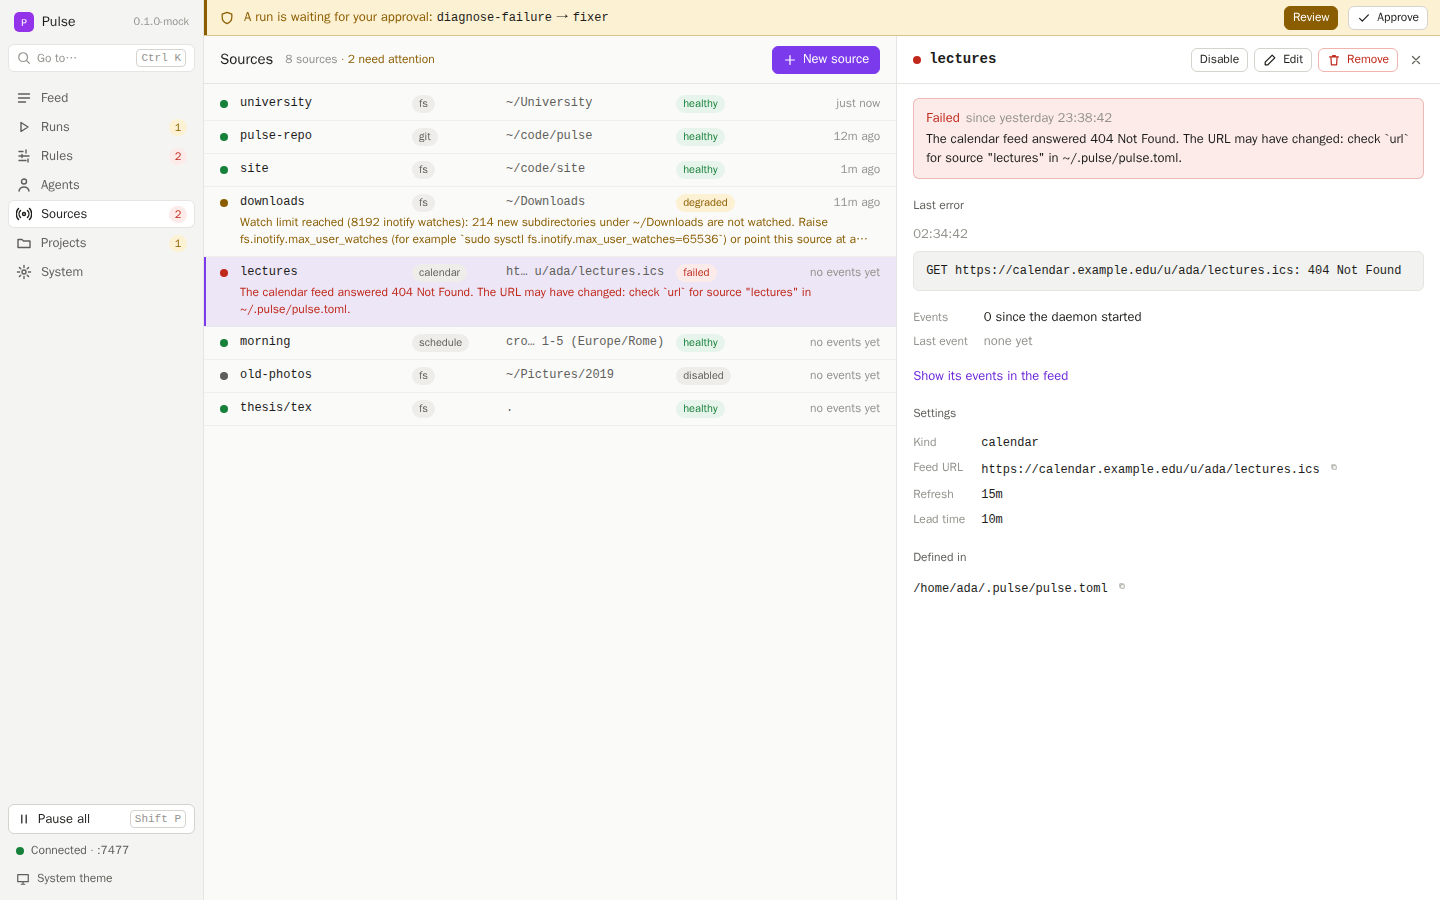 P Pulse 0.1.0-mock
Go to… Ctrl K
Feed
Runs 1
Rules 2
Agents
Sources 2
Projects 1
System
Pause all Shift P
Connected · :7477
System theme
A run is waiting for your approval: diagnose-failure → fixer Review Approve
Sources 8 sources · 2 need attention New source
university fs ~/University healthy just now
pulse-repo git ~/code/pulse healthy 12m ago
site fs ~/code/site healthy 1m ago
downloads fs ~/Downloads degraded 11m ago
Watch limit reached (8192 inotify watches): 214 new subdirectories under ~/Downloads are not watched. Raise
fs.inotify.max_user_watches (for example `sudo sysctl fs.inotify.max_user_watches=65536`) or point this source at a…
lectures calendar ht… u/ada/lectures.ics failed no events yet
The calendar feed answered 404 Not Found. The URL may have changed: check `url` for source "lectures" in
~/.pulse/pulse.toml.
morning schedule cro… 1-5 (Europe/Rome) healthy no events yet
old-photos fs ~/Pictures/2019 disabled no events yet
thesis/tex fs . healthy no events yet
lectures Disable Edit Remove
Failed since yesterday 23:38:42
The calendar feed answered 404 Not Found. The URL may have changed: check `url`
for source "lectures" in ~/.pulse/pulse.toml.
Last error
02:34:42
GET https://calendar.example.edu/u/ada/lectures.ics: 404 Not Found
Events 0 since the daemon started
Last event none yet
Show its events in the feed
Settings
Kind calendar
Feed URL https://calendar.example.edu/u/ada/lectures.ics
Refresh 15m
Lead time 10m
Defined in
/home/ada/.pulse/pulse.toml